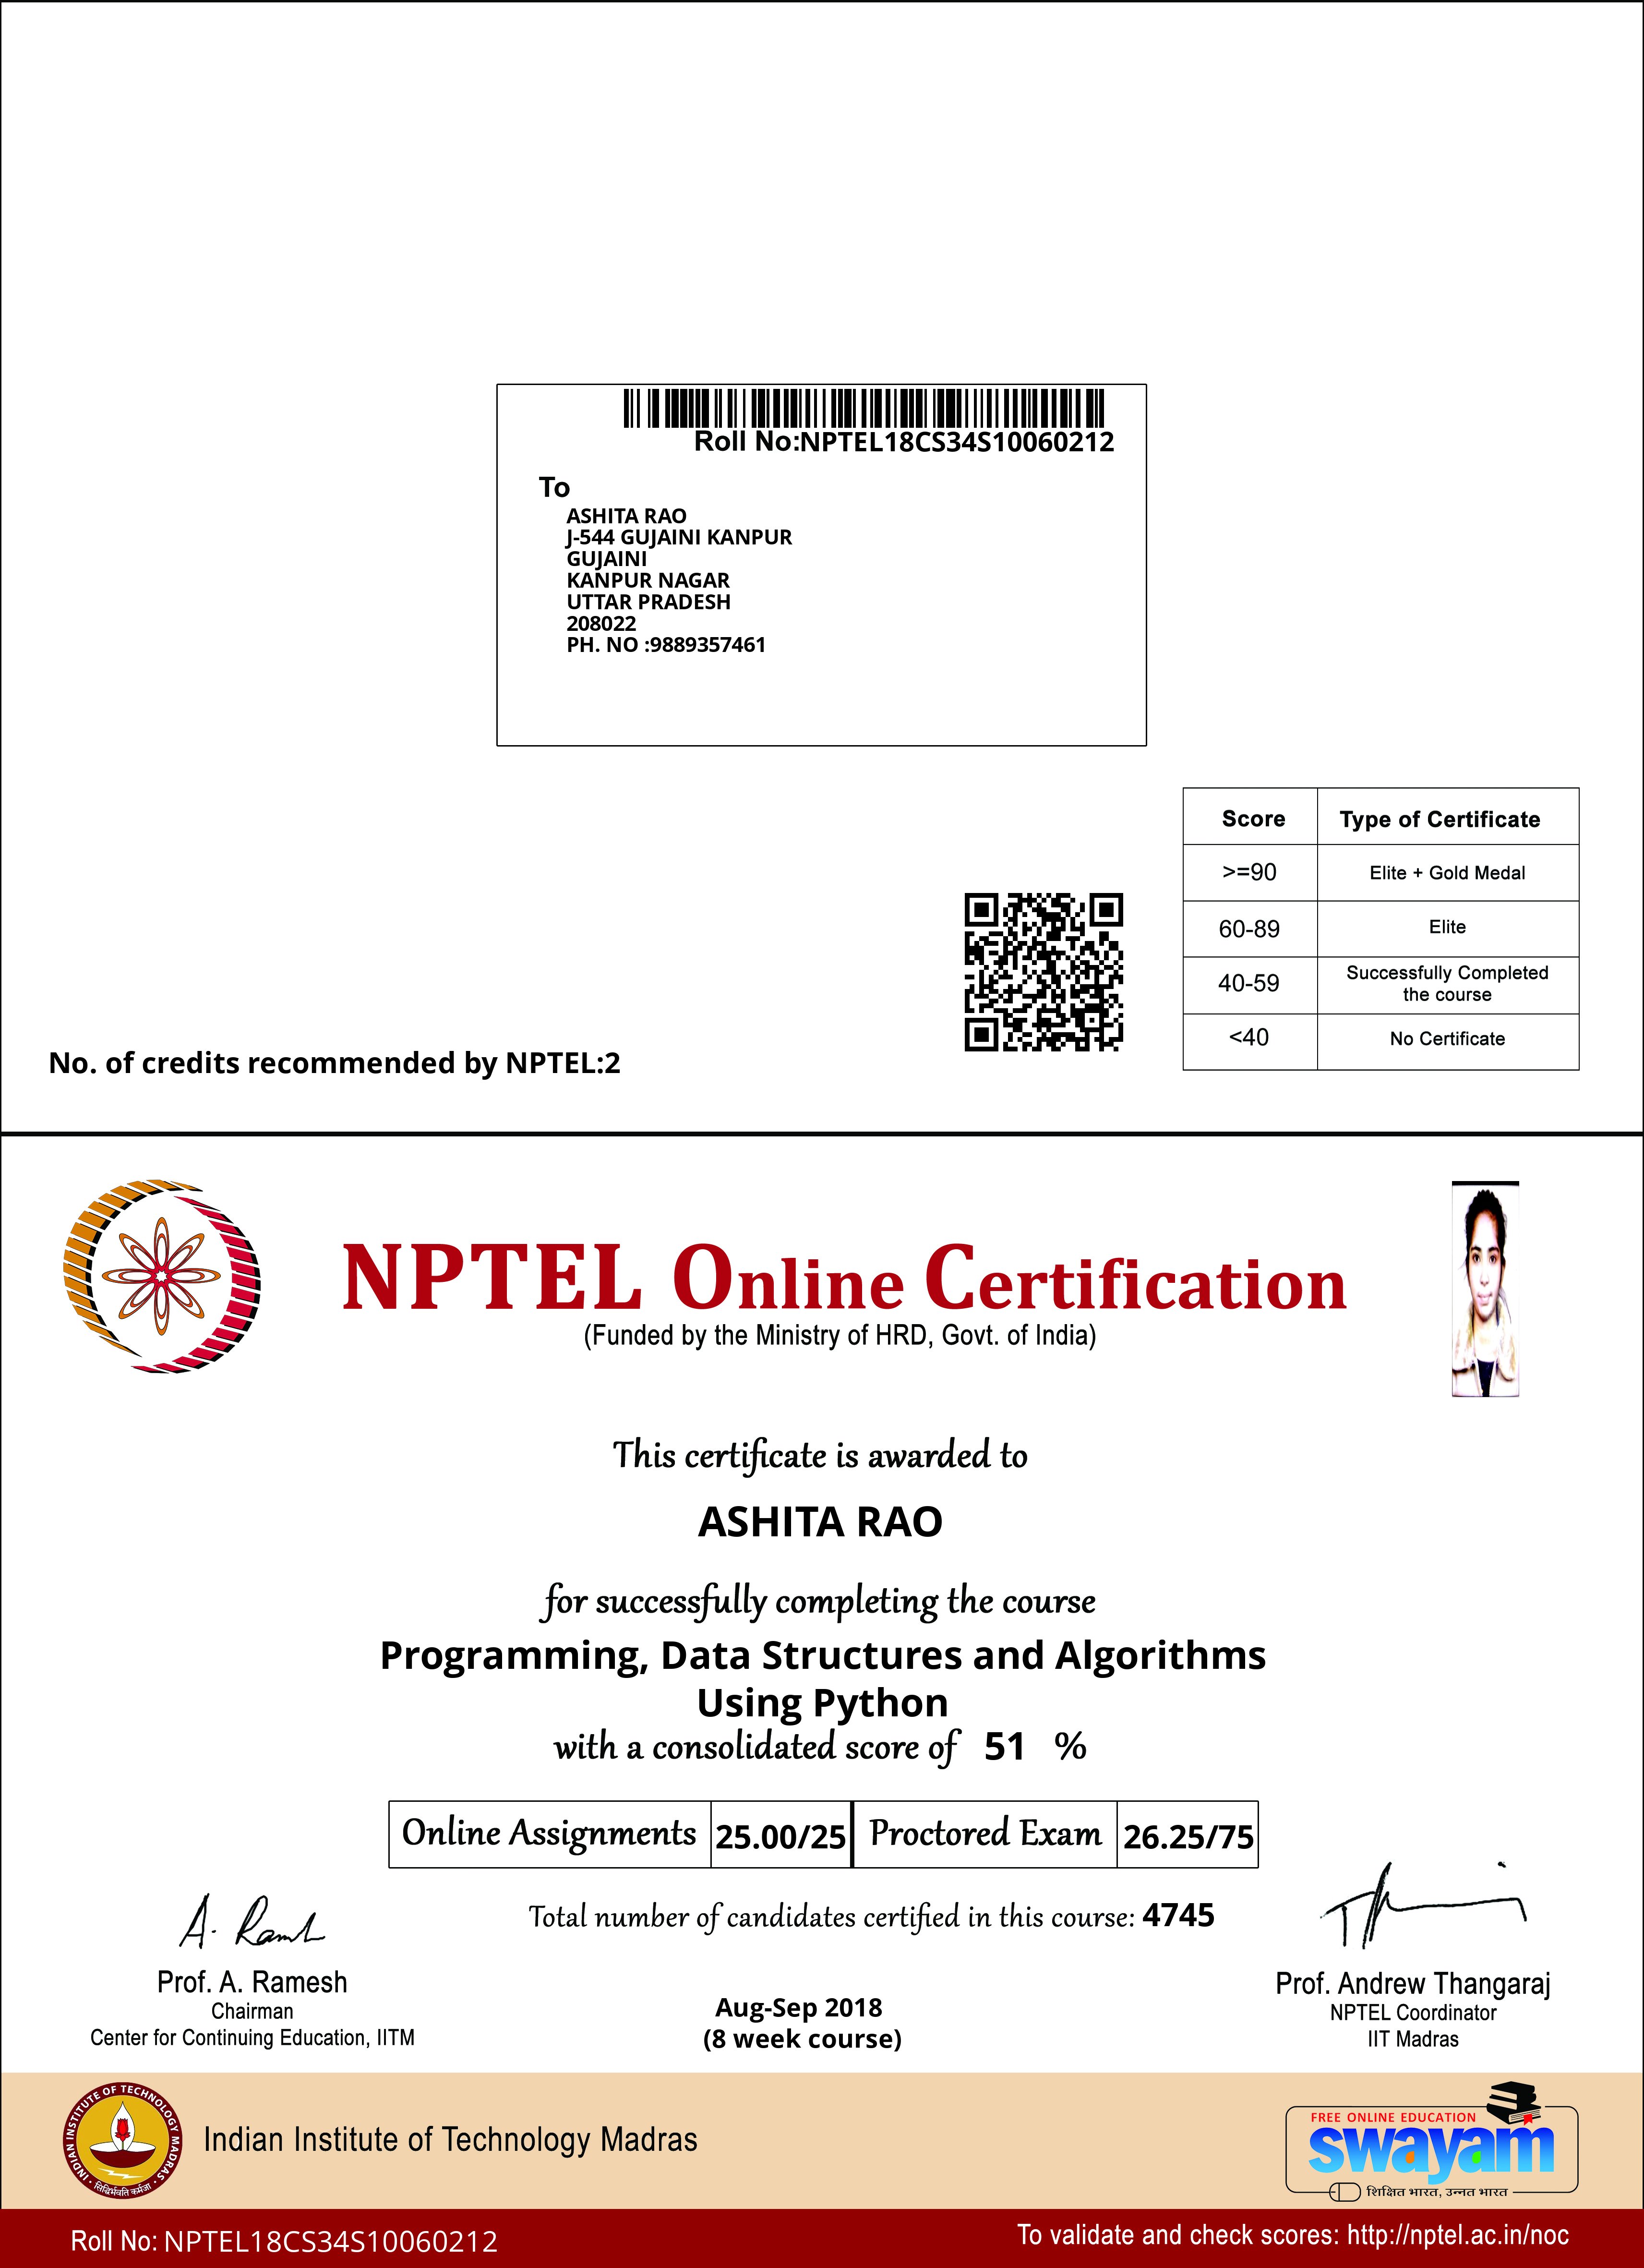 Roll No:NPTEL18CS34S10060212
To
ASHITA RAO
J-544 GUJAINI KANPUR
GUJAINI
KANPUR NAGAR
UTTAR PRADESH
208022
PH. NO :9889357461
Score Type of Certificate
>=90 Elite + Gold Medal
60-89 Elite
40-59 Successfully Completed
the course
<40 No Certificate
No. of credits recommended by NPTEL:2
NPTEL Online Certification
(Funded by the Ministry of HRD, Govt. of India)
This certificate is awarded to
ASHITA RAO
for successfully completing the course
Programming, Data Structures and Algorithms
Using Python
with a consolidated score of 51 %
Online Assignments 25.00/25 Proctored Exam 26.25/75
Total number of candidates certified in this course: 4745
A. Ramesh
Prof. A. Ramesh
Chairman
Center for Continuing Education, IITM
Aug-Sep 2018
(8 week course)
Prof. Andrew Thangaraj
NPTEL Coordinator
IIT Madras
INDIAN INSTITUTE OF TECHNOLOGY MADRAS
सिद्धिर्भवति कर्मजा
Indian Institute of Technology Madras
FREE ONLINE EDUCATION
swayam
शिक्षित भारत, उन्नत भारत
Roll No: NPTEL18CS34S10060212
To validate and check scores: http://nptel.ac.in/noc